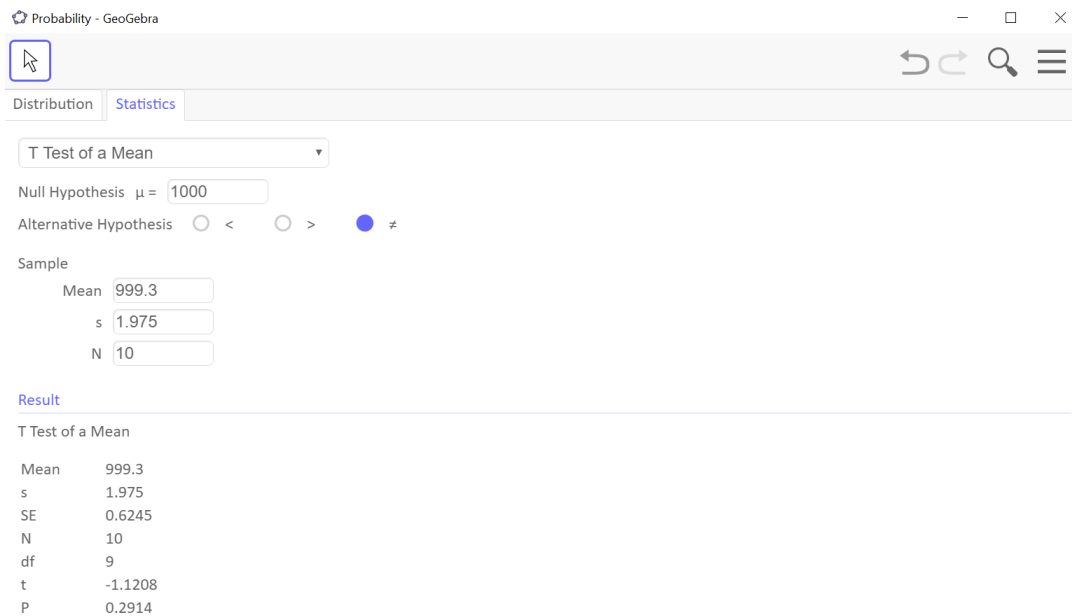 Probability - GeoGebra
Distribution Statistics
T Test of a Mean
Null Hypothesis μ = 1000
Alternative Hypothesis < > ≠
Sample
Mean 999.3
s 1.975
N 10
Result
T Test of a Mean
Mean 999.3
s 1.975
SE 0.6245
N 10
df 9
t -1.1208
P 0.2914